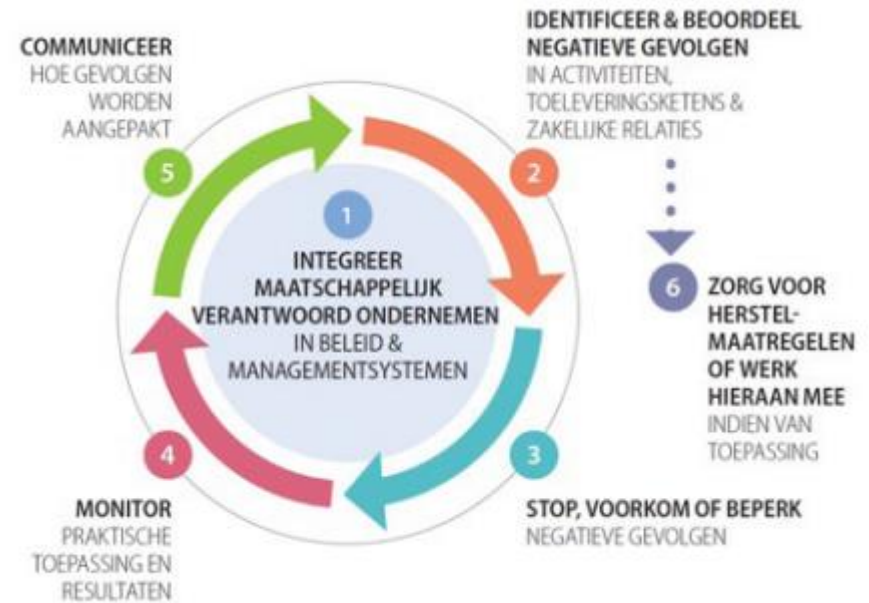 1
INTEGREER
MAATSCHAPPELIJK
VERANTWOORD ONDERNEMEN
IN BELEID &
MANAGEMENTSYSTEMEN
IDENTIFICEER & BEOORDEEL
NEGATIEVE GEVOLGEN
IN ACTIVITEITEN,
TOELEVERINGSKETENS &
ZAKELIJKE RELATIES
2
3
STOP, VOORKOM OF BEPERK
NEGATIEVE GEVOLGEN
4
MONITOR
PRAKTISCHE
TOEPASSING EN
RESULTATEN
COMMUNICEER
HOE GEVOLGEN
WORDEN
AANGEPAKT
5
6
ZORG VOOR
HERSTEL-
MAATREGELEN
OF WERK
HIERAAN MEE
INDIEN VAN
TOEPASSING